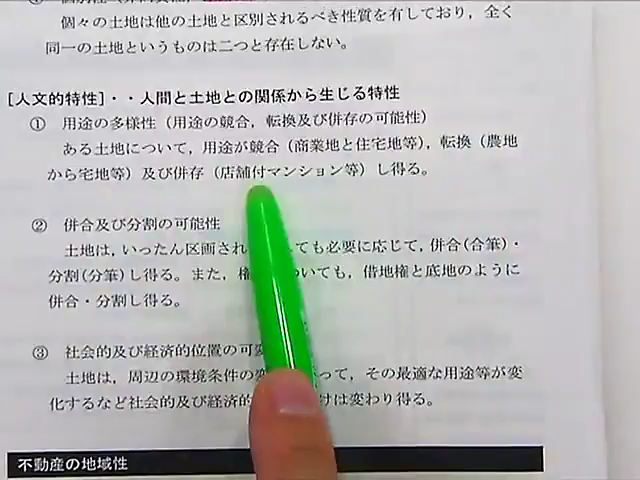 個々の土地は他の土地と区別されるべき性質を有しており，全く
同一の土地というものは二つと存在しない。
[人文的特性]・・人間と土地との関係から生じる特性
① 用途の多様性（用途の競合，転換及び併存の可能性）
ある土地について，用途が競合（商業地と住宅地等），転換（農地
から宅地等）及び併存（店舗付マンション等）し得る。
② 併合及び分割の可能性
土地は，いったん区画され ても必要に応じて，併合(合筆)・
分割(分筆)し得る。また，権 ついても，借地権と底地のように
併合・分割し得る。
③ 社会的及び経済的位置の可変
土地は，周辺の環境条件の変 って，その最適な用途等が変
化するなど社会的及び経済的 けは変わり得る。
不動産の地域性